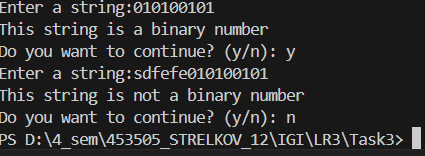 Enter a string:010100101
This string is a binary number
Do you want to continue? (y/n): y
Enter a string:sdfefe010100101
This string is not a binary number
Do you want to continue? (y/n): n
PS D:\4_sem\453505_STRELKOV_12\IGI\LR3\Task3>